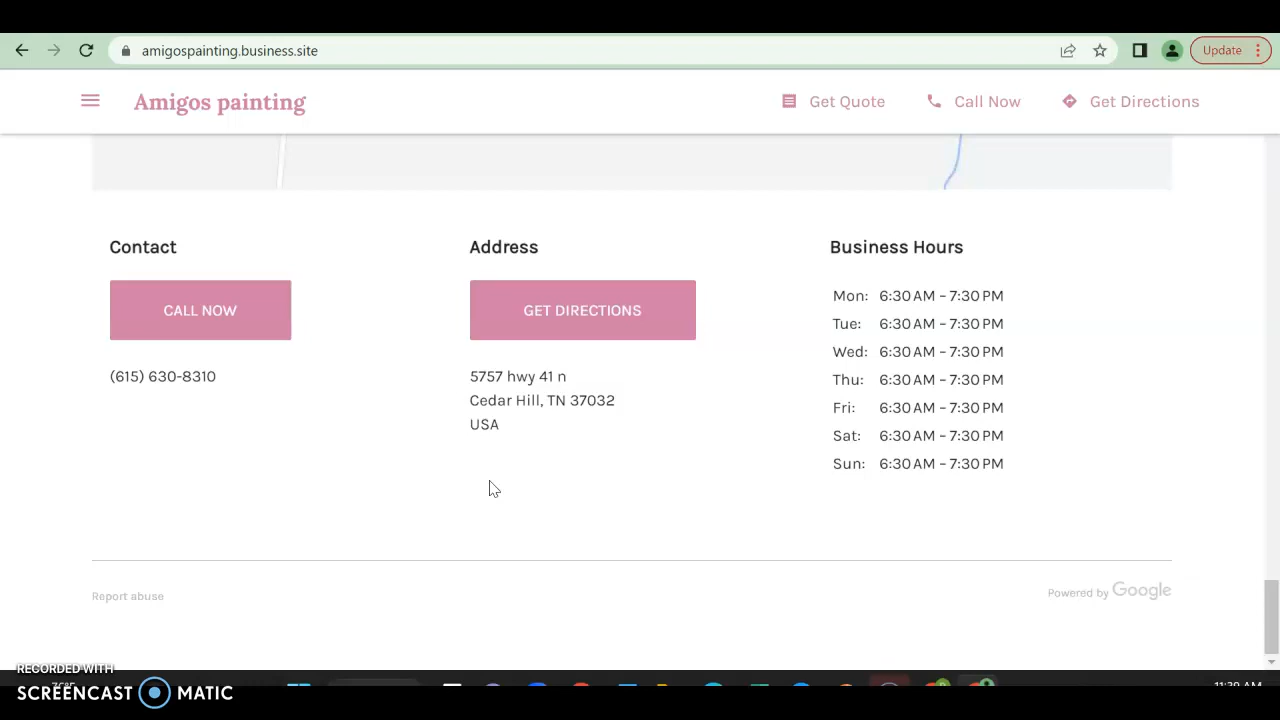 amigospainting.business.site
Update
Amigos painting
Get Quote
Call Now
Get Directions
Contact
CALL NOW
(615) 630-8310
Address
GET DIRECTIONS
5757 hwy 41 n
Cedar Hill, TN 37032
USA
Business Hours
Mon: 6:30 AM – 7:30 PM
Tue: 6:30 AM – 7:30 PM
Wed: 6:30 AM – 7:30 PM
Thu: 6:30 AM – 7:30 PM
Fri: 6:30 AM – 7:30 PM
Sat: 6:30 AM – 7:30 PM
Sun: 6:30 AM – 7:30 PM
Report abuse
Powered by Google
RECORDED WITH
SCREENCAST MATIC